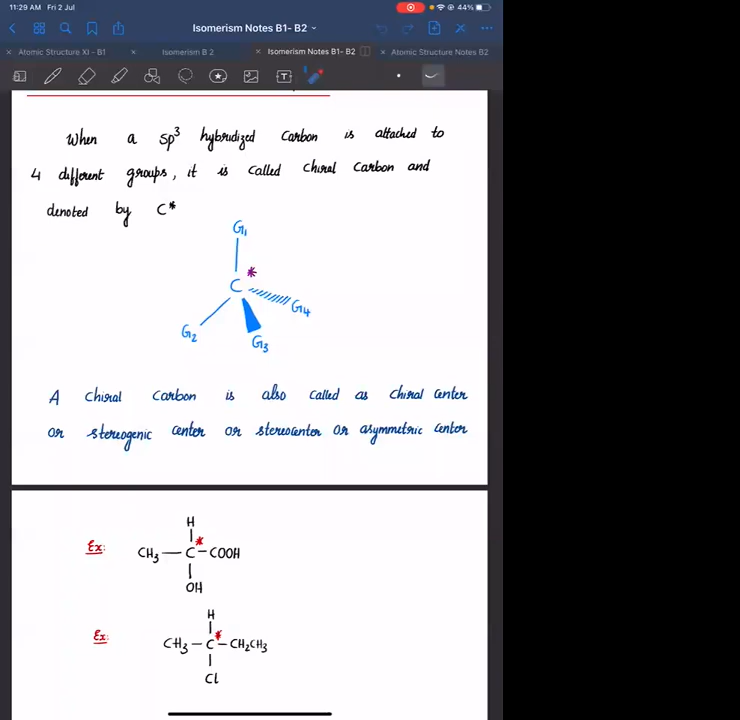 11:29 AM Fri 2 Jul
44%
Isomerism Notes B1- B2
Atomic Structure XI - B1
Isomerism B 2
Isomerism Notes B1- B2
Atomic Structure Notes B2
When a sp³ hybridized Carbon is attached to
4 different groups, it is called Chiral Carbon and
denoted by C*
G₁
*
C
G₄
G₂
G₃
A Chiral Carbon is also called as chiral center
or stereogenic center or stereocenter or asymmetric center
H
Ex: CH₃ — C* - COOH
OH
H
Ex: CH₃ - C* - CH₂CH₃
Cl